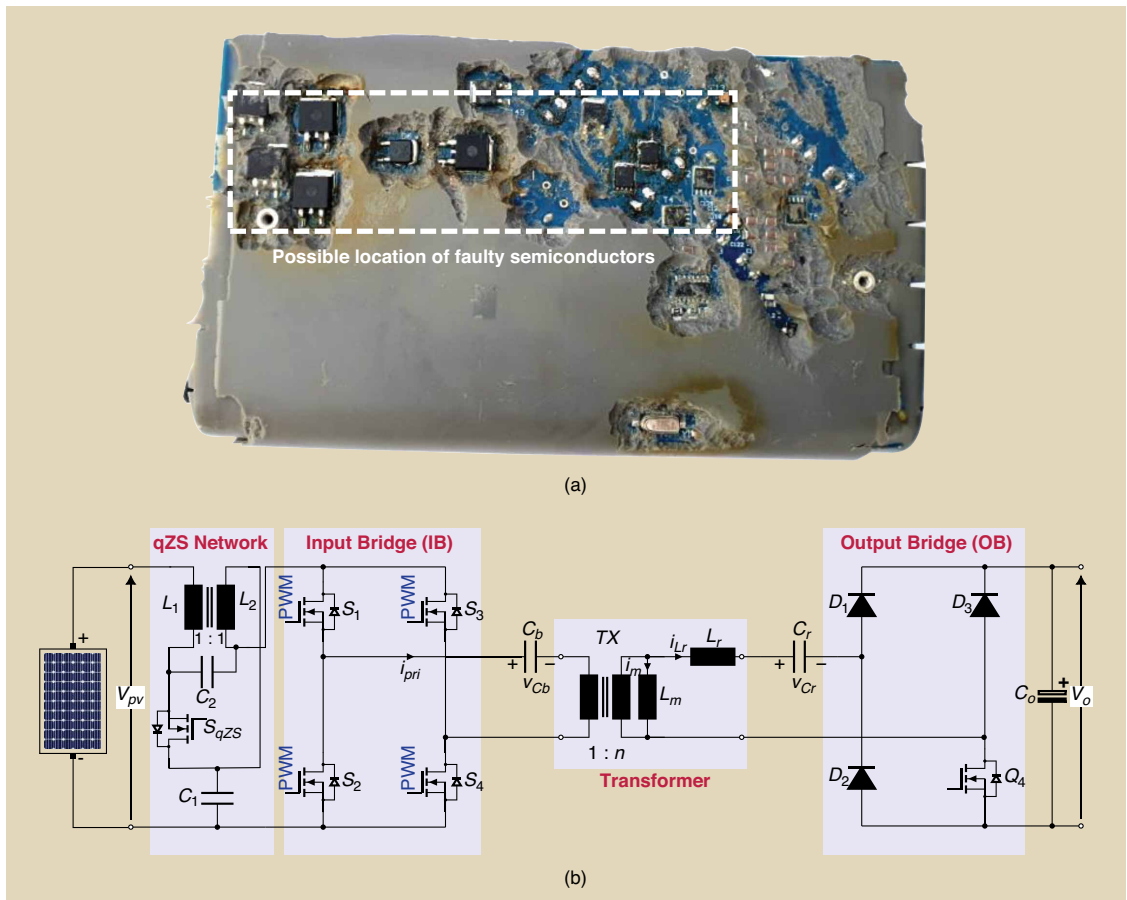 Possible location of faulty semiconductors
(a)
qZS Network
Input Bridge (IB)
Output Bridge (OB)
L1
L2
1 : 1
C2
SqZS
C1
+
-
Vpv
PWM
S1
PWM
S3
PWM
S2
PWM
S4
ipri
Cb
+ −
vCb
TX
im
iLr
Lr
Lm
1 : n
Transformer
Cr
+ −
vCr
D1
D3
D2
Q4
Co
+
Vo
(b)